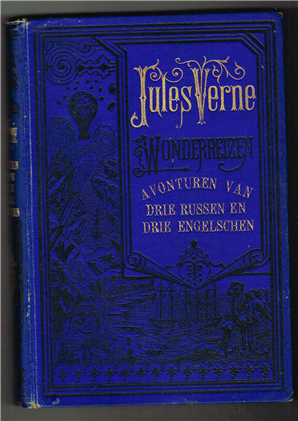 Jules Verne
Wonderreizen
AVONTUREN VAN
DRIE RUSSEN EN
DRIE ENGELSCHEN